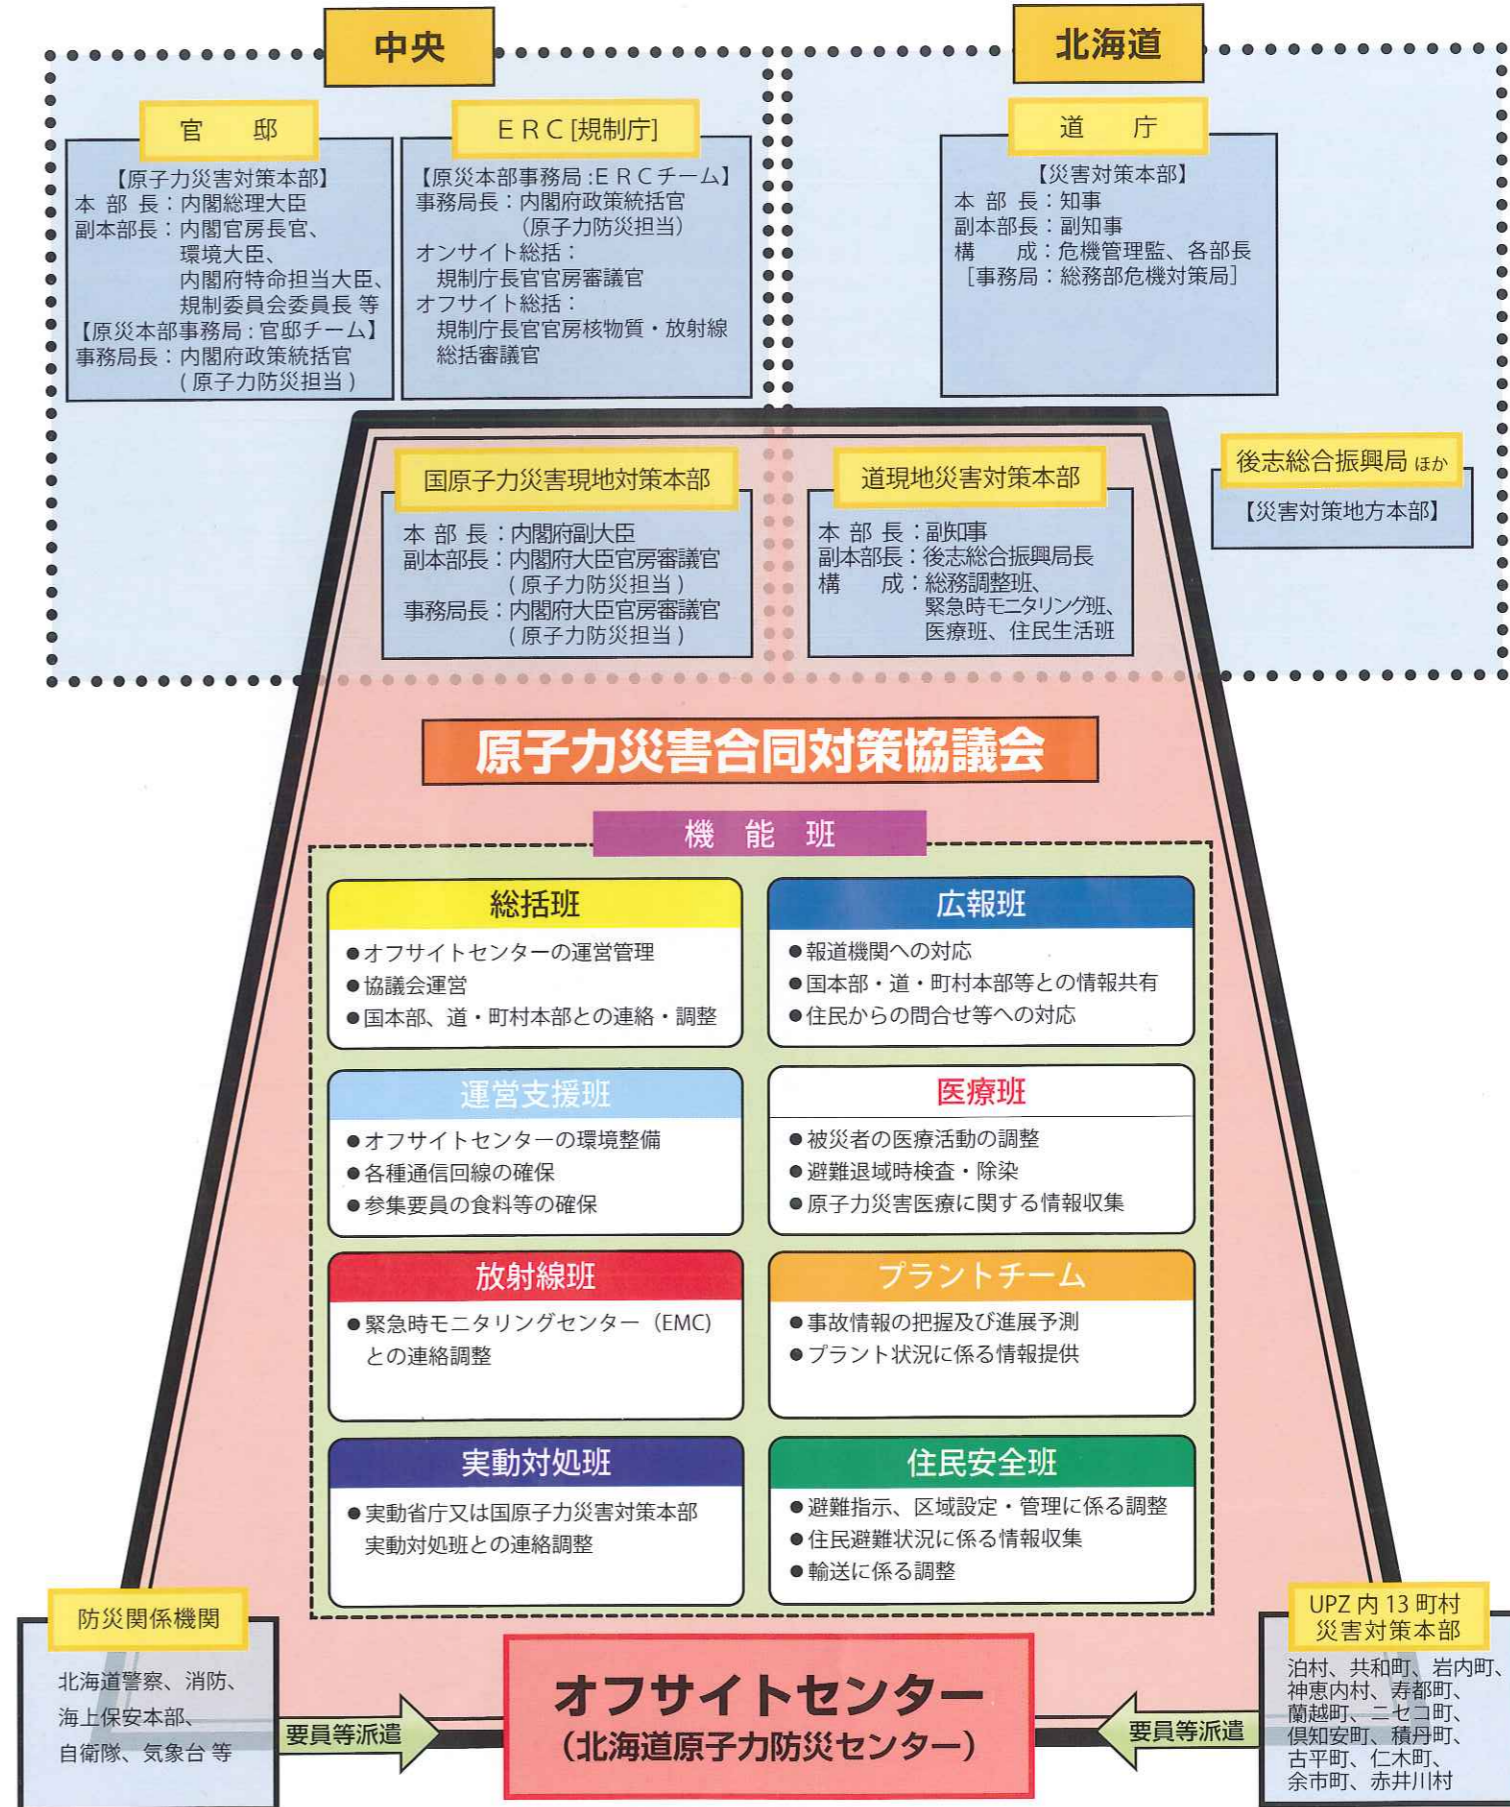 中央
官　邸
【原子力災害対策本部】
本 部 長：内閣総理大臣
副本部長：内閣官房長官、
環境大臣、
内閣府特命担当大臣、
規制委員会委員長 等
【原災本部事務局：官邸チーム】
事務局長：内閣府政策統括官
（原子力防災担当）
ＥＲＣ[規制庁]
【原災本部事務局：ＥＲＣチーム】
事務局長：内閣府政策統括官
（原子力防災担当）
オンサイト総括：
規制庁長官官房審議官
オフサイト総括：
規制庁長官官房核物質・放射線
総括審議官
北海道
道　庁
【災害対策本部】
本 部 長：知事
副本部長：副知事
構　　成：危機管理監、各部長
［事務局：総務部危機対策局］
国原子力災害現地対策本部
本 部 長：内閣府副大臣
副本部長：内閣府大臣官房審議官
（原子力防災担当）
事務局長：内閣府大臣官房審議官
（原子力防災担当）
道現地災害対策本部
本 部 長：副知事
副本部長：後志総合振興局長
構　　成：総務調整班、
緊急時モニタリング班、
医療班、住民生活班
後志総合振興局 ほか
【災害対策地方本部】
原子力災害合同対策協議会
機 能 班
総括班
●オフサイトセンターの運営管理
●協議会運営
●国本部、道・町村本部との連絡・調整
広報班
●報道機関への対応
●国本部・道・町村本部等との情報共有
●住民からの問合せ等への対応
運営支援班
●オフサイトセンターの環境整備
●各種通信回線の確保
●参集要員の食料等の確保
医療班
●被災者の医療活動の調整
●避難退域時検査・除染
●原子力災害医療に関する情報収集
放射線班
●緊急時モニタリングセンター（EMC）
との連絡調整
プラントチーム
●事故情報の把握及び進展予測
●プラント状況に係る情報提供
実動対処班
●実動省庁又は国原子力災害対策本部
実動対処班との連絡調整
住民安全班
●避難指示、区域設定・管理に係る調整
●住民避難状況に係る情報収集
●輸送に係る調整
防災関係機関
北海道警察、消防、
海上保安本部、
自衛隊、気象台 等
要員等派遣
オフサイトセンター
（北海道原子力防災センター）
要員等派遣
UPZ 内 13 町村
災害対策本部
泊村、共和町、岩内町、
神恵内村、寿都町、
蘭越町、ニセコ町、
倶知安町、積丹町、
古平町、仁木町、
余市町、赤井川村